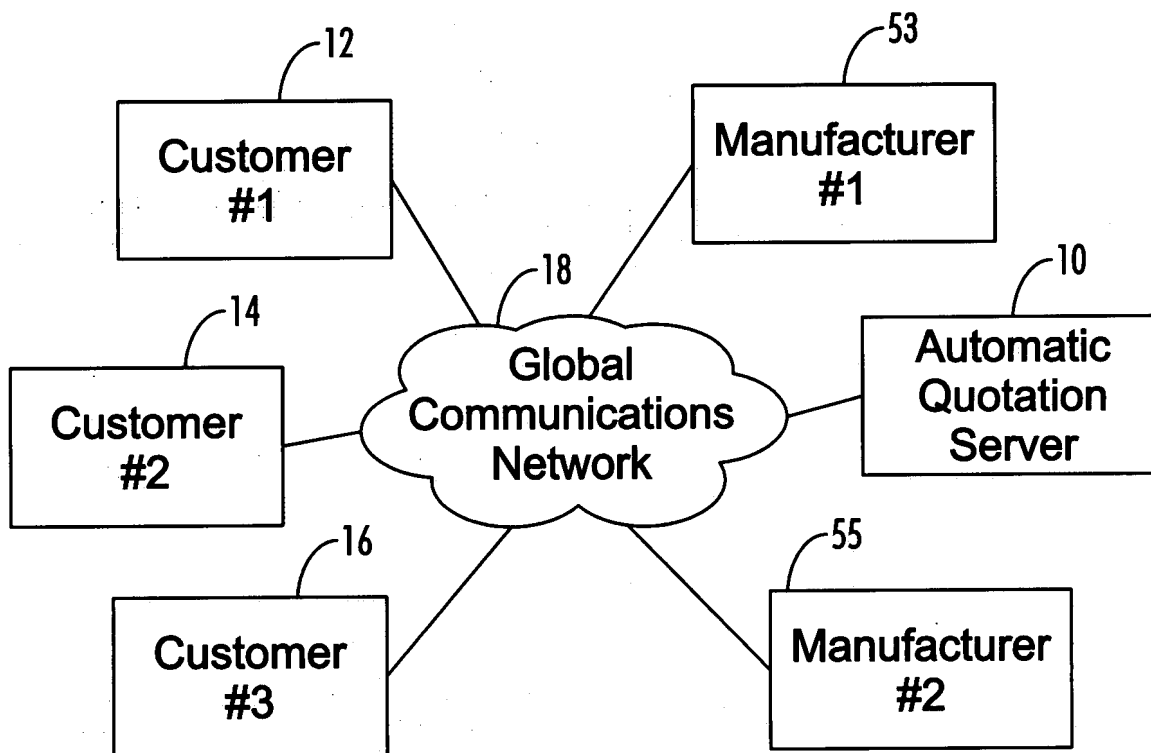 12
Customer
#1
53
Manufacturer
#1
14
Customer
#2
18
Global
Communications
Network
10
Automatic
Quotation
Server
16
Customer
#3
55
Manufacturer
#2